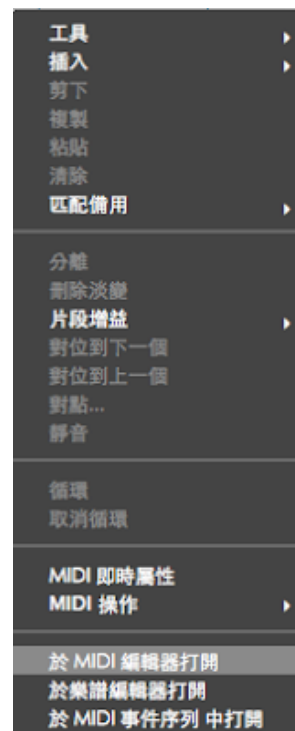 工具
插入
剪下
複製
粘貼
清除
匹配備用
分離
刪除淡變
片段增益
對位到下一個
對位到上一個
對點...
靜音
循環
取消循環
MIDI 即時屬性
MIDI 操作
於 MIDI 編輯器打開
於樂譜編輯器打開
於 MIDI 事件序列 中打開